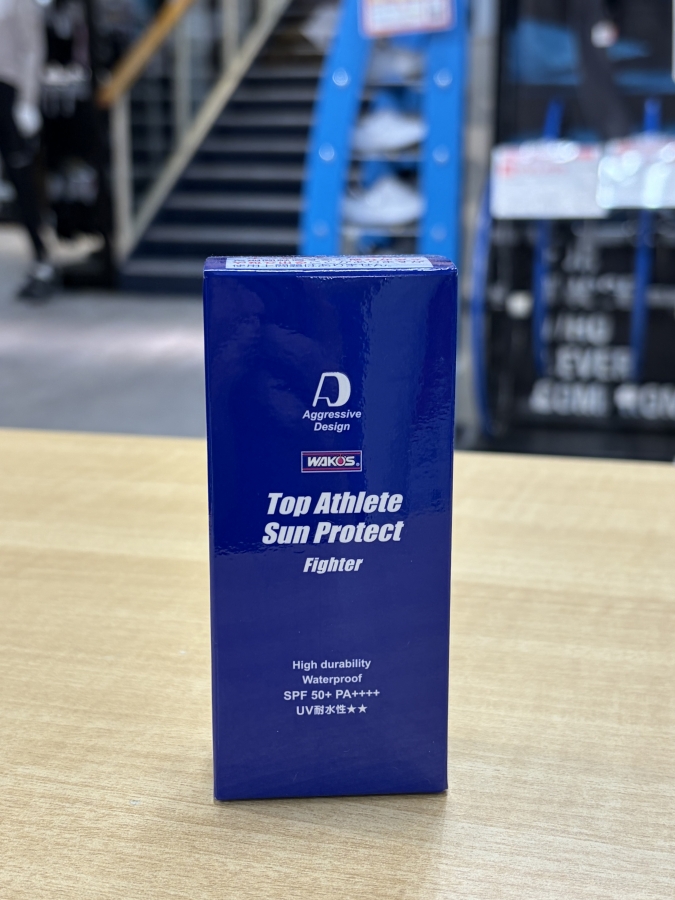 Aggressive
Design
WAKO'S
Top Athlete
Sun Protect
Fighter
High durability
Waterproof
SPF 50+ PA++++
UV耐水性★★
EVER